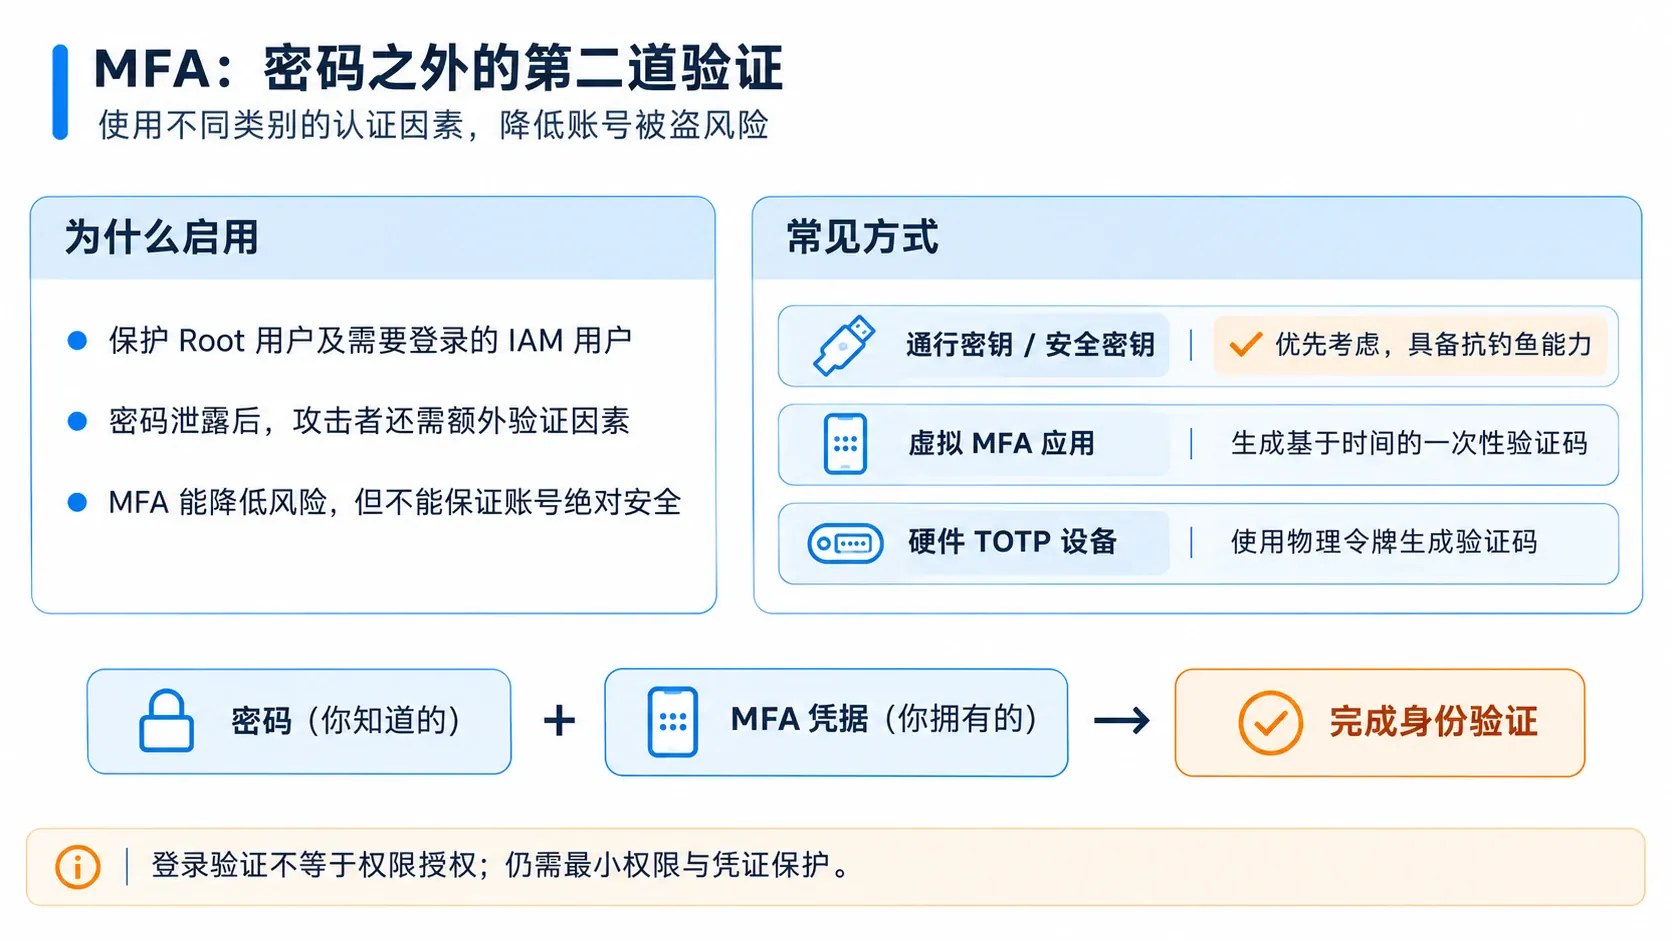 MFA：密码之外的第二道验证
使用不同类别的认证因素，降低账号被盗风险
为什么启用
保护 Root 用户及需要登录的 IAM 用户
密码泄露后，攻击者还需额外验证因素
MFA 能降低风险，但不能保证账号绝对安全
常见方式
通行密钥 / 安全密钥
优先考虑，具备抗钓鱼能力
虚拟 MFA 应用
生成基于时间的一次性验证码
硬件 TOTP 设备
使用物理令牌生成验证码
密码（你知道的）
+
MFA 凭据（你拥有的）
→
完成身份验证
登录验证不等于权限授权；仍需最小权限与凭证保护。